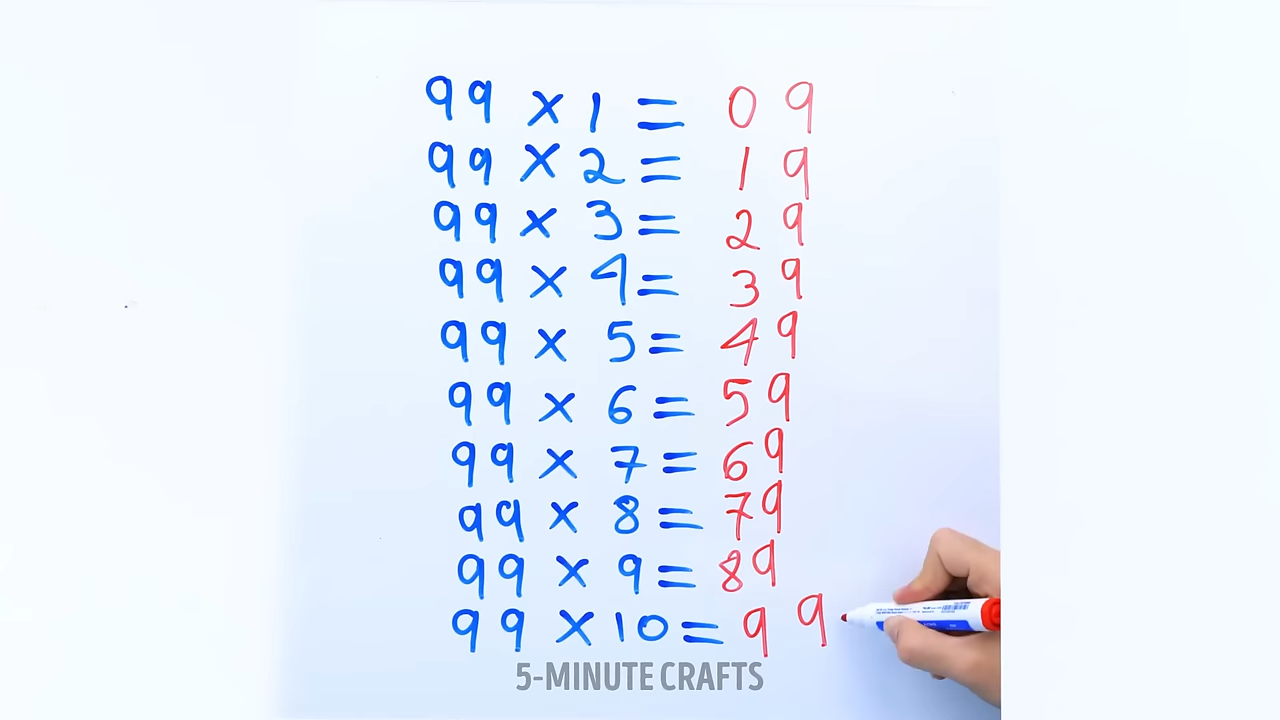 99 × 1 = 09
99 × 2 = 19
99 × 3 = 29
99 × 4 = 39
99 × 5 = 49
99 × 6 = 59
99 × 7 = 69
99 × 8 = 79
99 × 9 = 89
99 × 10 = 99
5-MINUTE CRAFTS